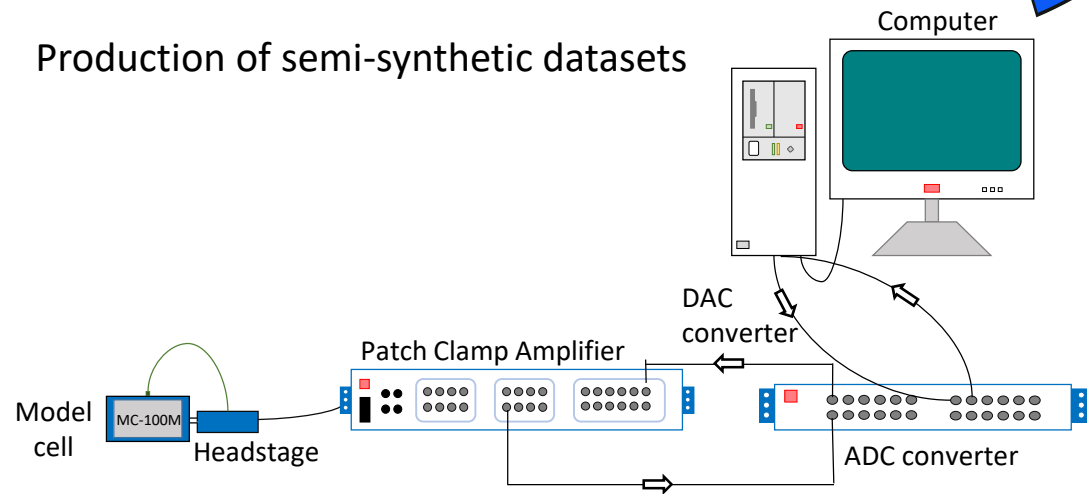 Computer
Production of semi-synthetic datasets
DAC
converter
Patch Clamp Amplifier
Model
cell
MC-100M
Headstage
ADC converter